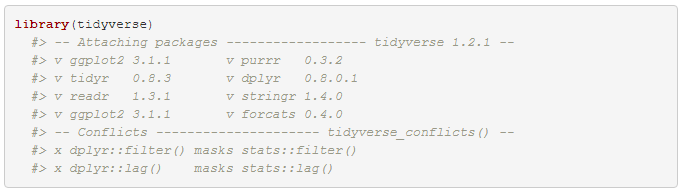 library(tidyverse)
#> -- Attaching packages ------------------ tidyverse 1.2.1 --
#> v ggplot2 3.1.1       v purrr   0.3.2
#> v tidyr   0.8.3       v dplyr   0.8.0.1
#> v readr   1.3.1       v stringr 1.4.0
#> v ggplot2 3.1.1       v forcats 0.4.0
#> -- Conflicts --------------------- tidyverse_conflicts() --
#> x dplyr::filter() masks stats::filter()
#> x dplyr::lag()    masks stats::lag()